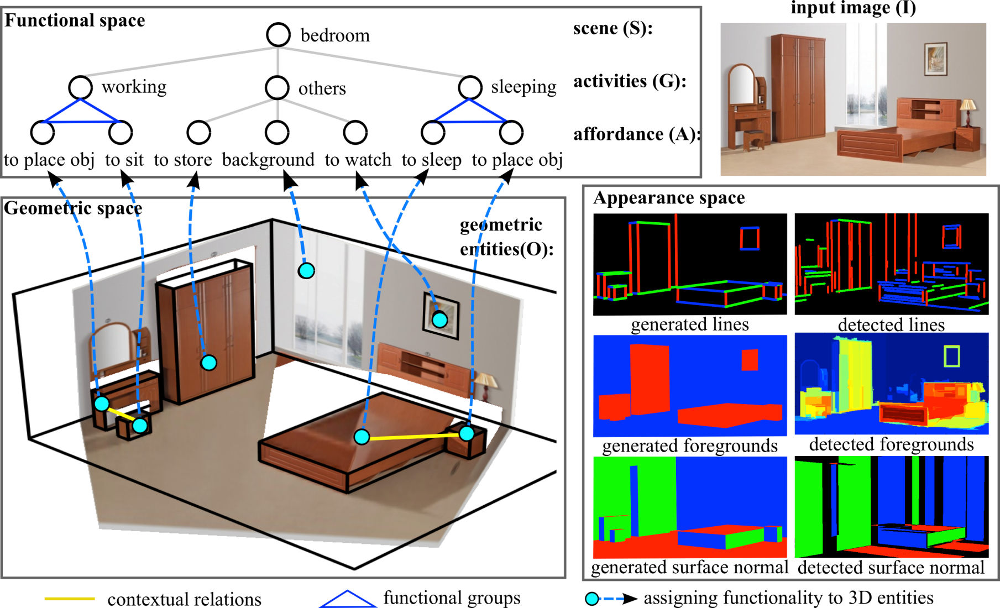 Functional space
bedroom
scene (S):
working
others
sleeping
activities (G):
affordance (A):
to place obj
to sit
to store
background
to watch
to sleep
to place obj
input image (I)
Geometric space
geometric
entities(O):
Appearance space
generated lines
detected lines
generated foregrounds
detected foregrounds
generated surface normal
detected surface normal
contextual relations
functional groups
assigning functionality to 3D entities